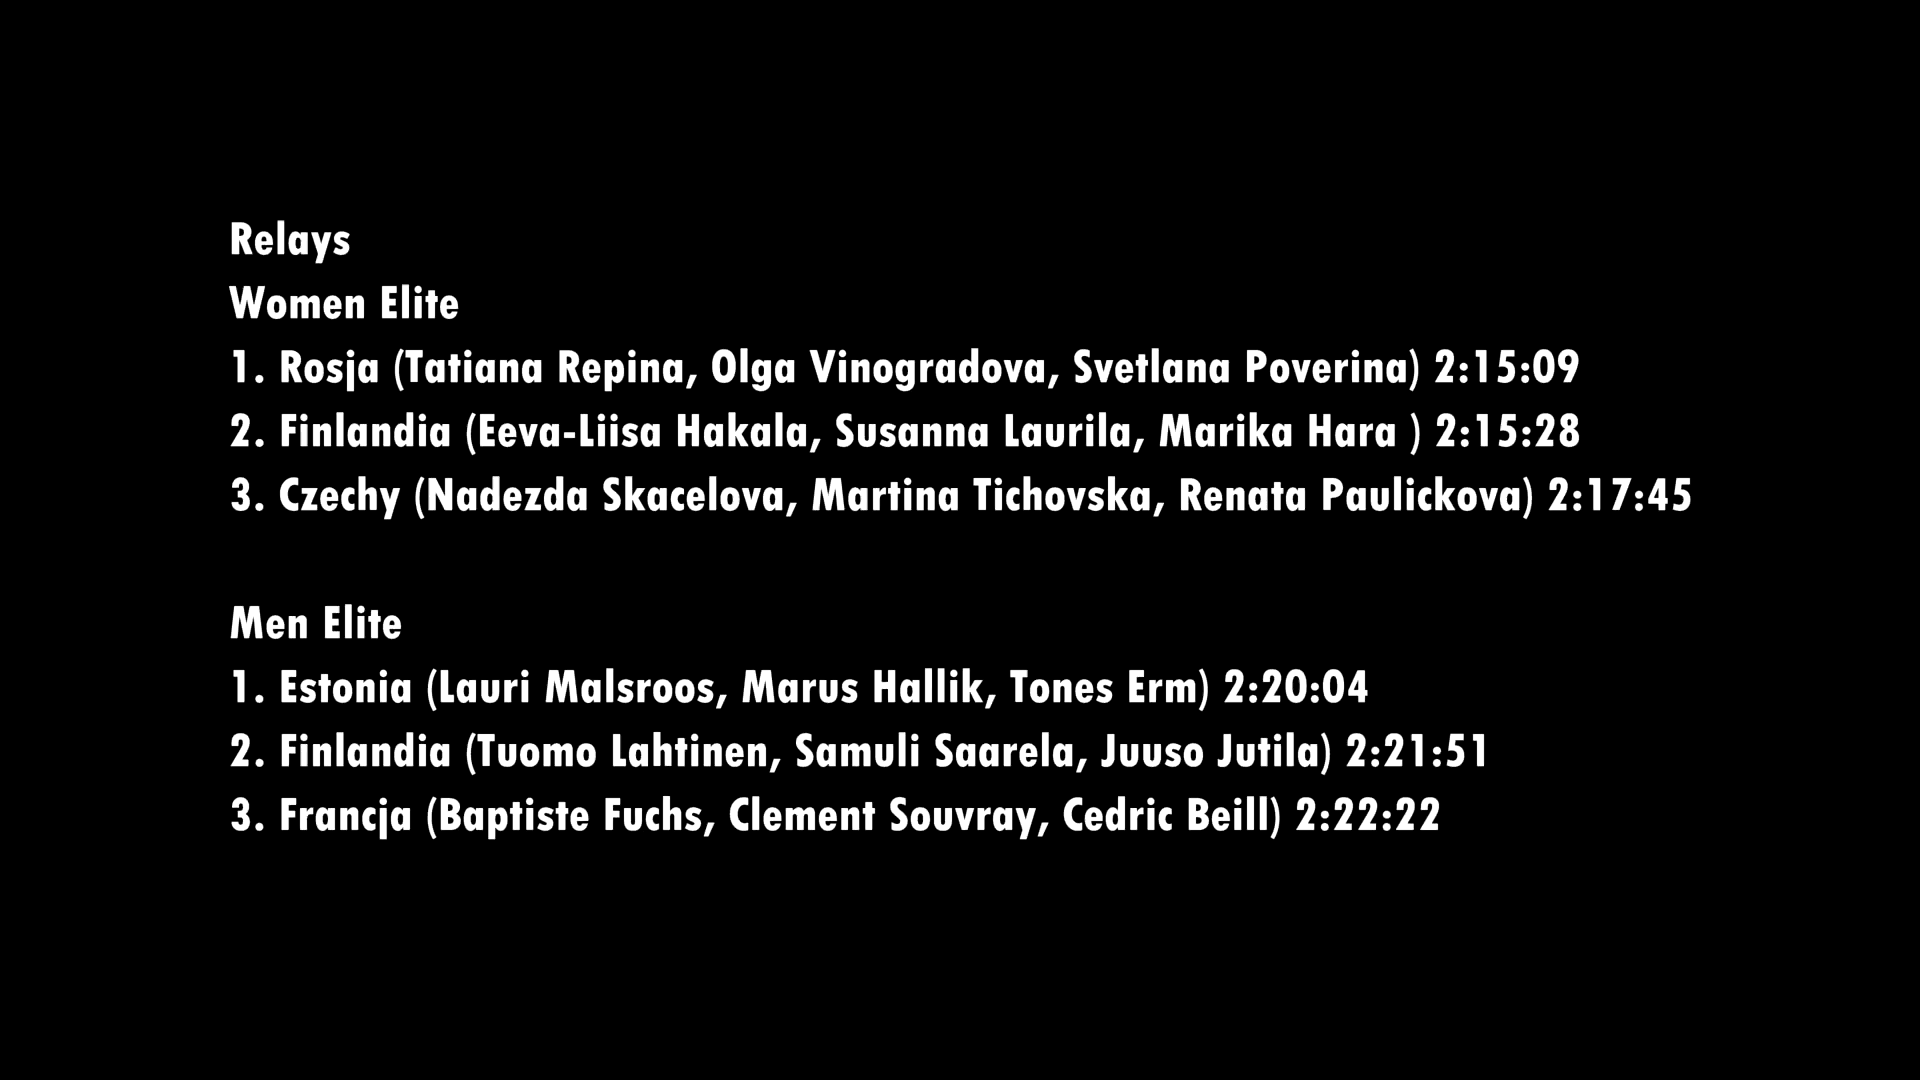 Relays
Women Elite
1. Rosja (Tatiana Repina, Olga Vinogradova, Svetlana Poverina) 2:15:09
2. Finlandia (Eeva-Liisa Hakala, Susanna Laurila, Marika Hara ) 2:15:28
3. Czechy (Nadezda Skacelova, Martina Tichovska, Renata Paulickova) 2:17:45
Men Elite
1. Estonia (Lauri Malsroos, Marus Hallik, Tones Erm) 2:20:04
2. Finlandia (Tuomo Lahtinen, Samuli Saarela, Juuso Jutila) 2:21:51
3. Francja (Baptiste Fuchs, Clement Souvray, Cedric Beill) 2:22:22